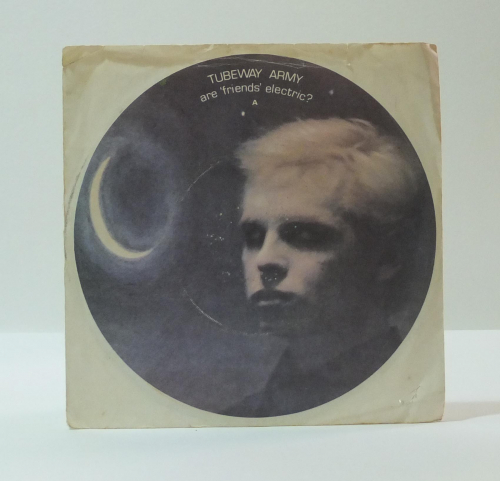 TUBEWAY ARMY
are 'friends' electric?
A